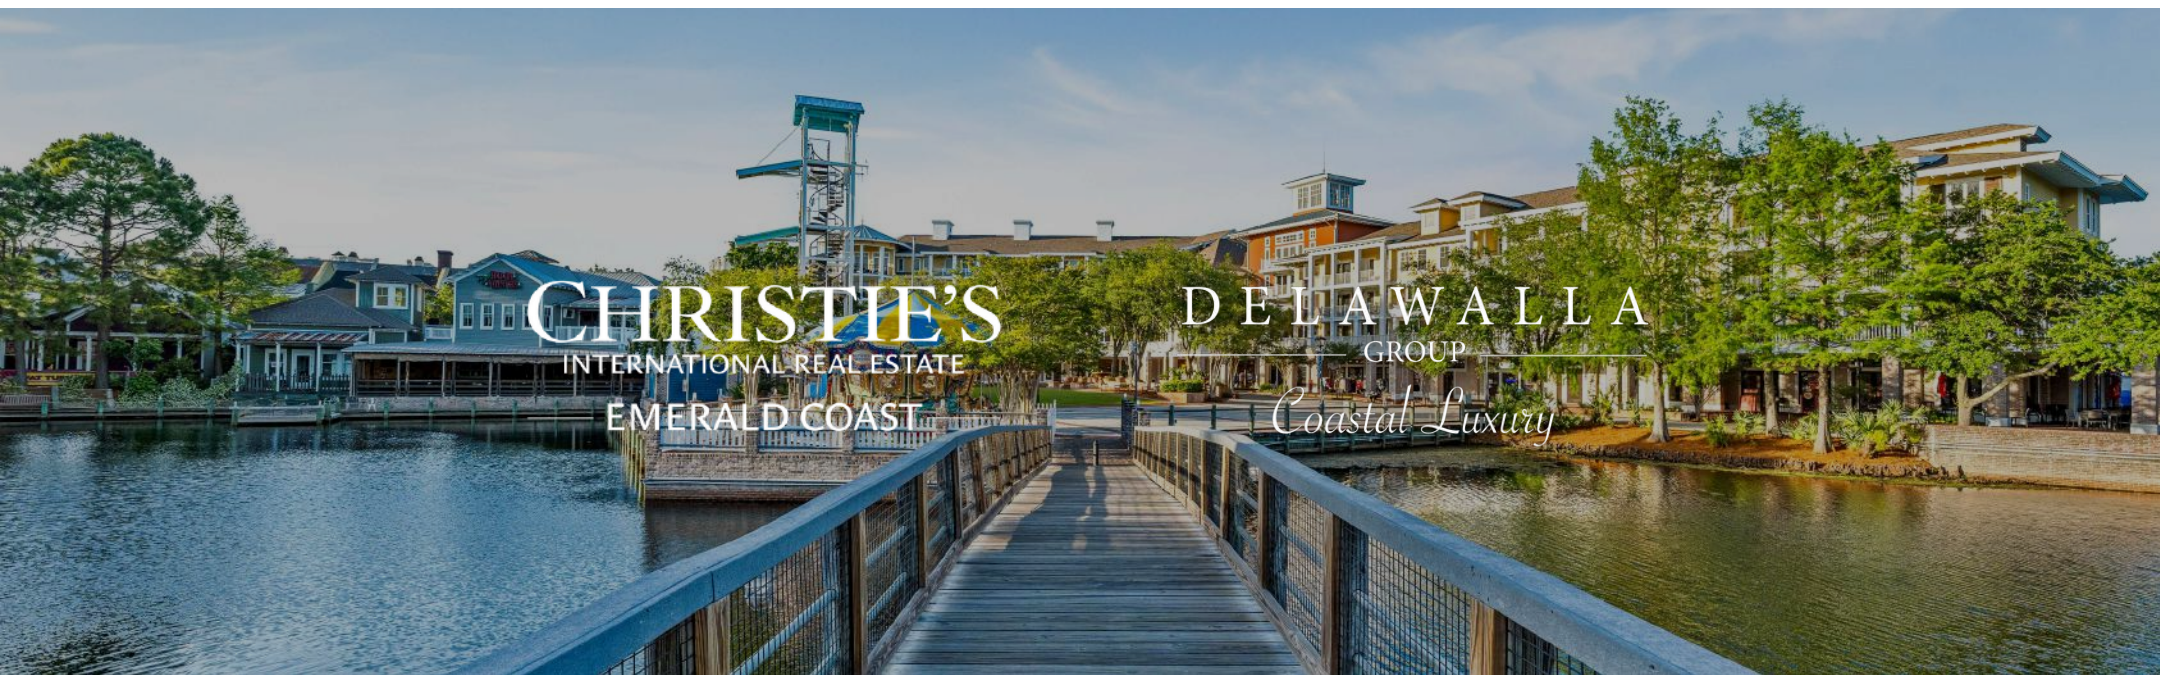 CHRISTIE'S
INTERNATIONAL REAL ESTATE
EMERALD COAST
DELAWALLA
GROUP
Coastal Luxury